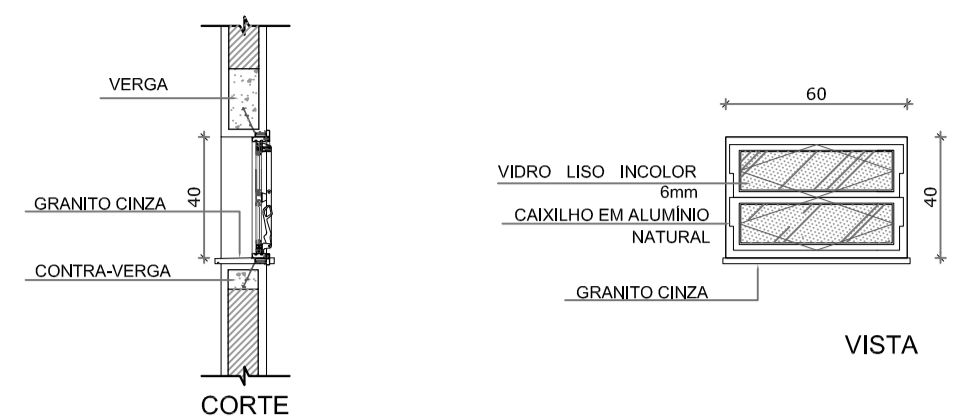 VERGA
40
GRANITO CINZA
CONTRA-VERGA
CORTE
60
VIDRO LISO INCOLOR
6mm
40
CAIXILHO EM ALUMÍNIO
NATURAL
GRANITO CINZA
VISTA